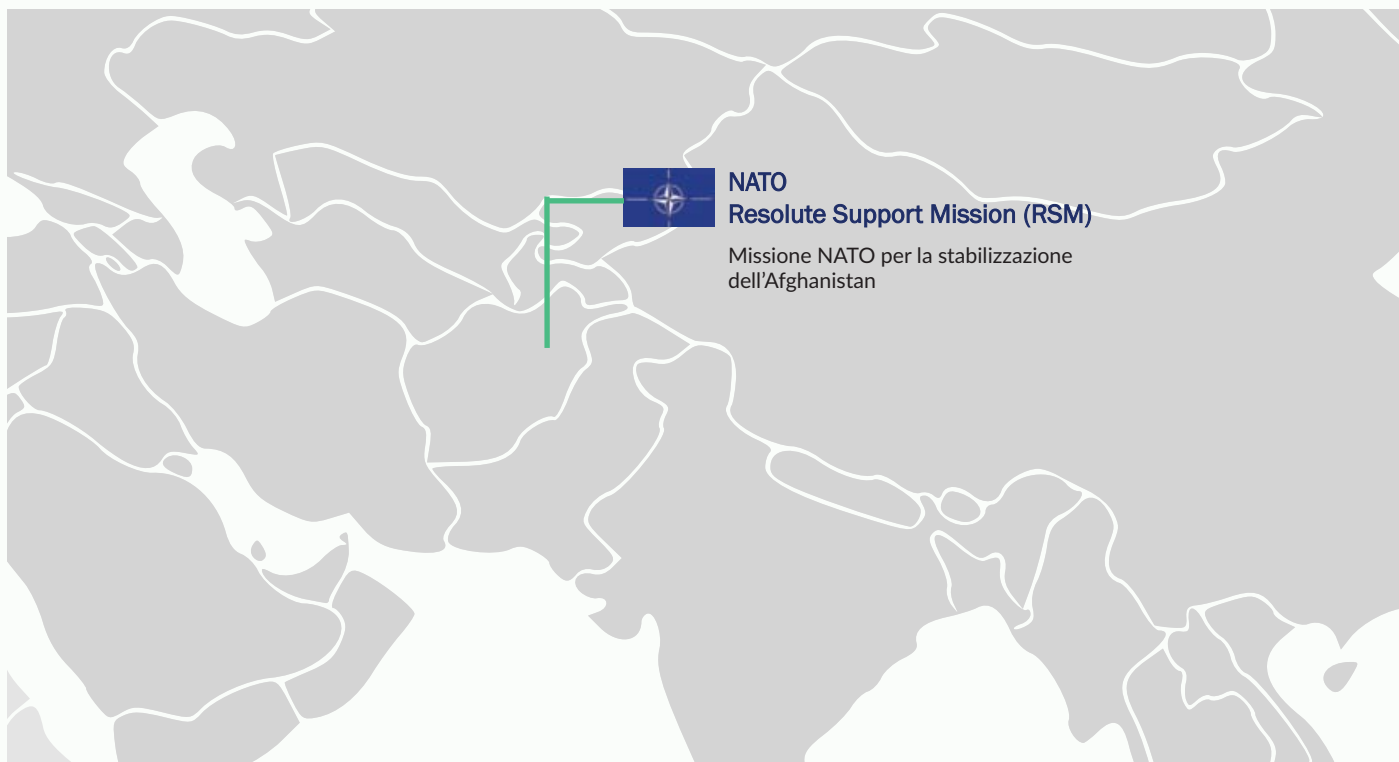 NATO
Resolute Support Mission (RSM)
Missione NATO per la stabilizzazione
dell’Afghanistan